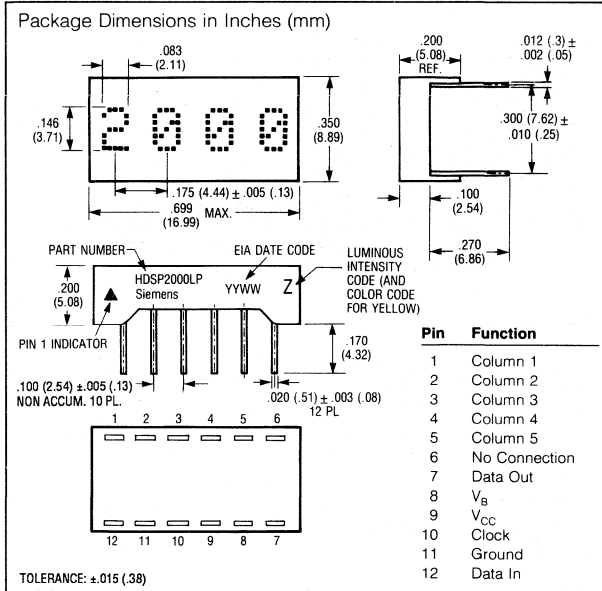 Package Dimensions in Inches (mm)
.083
(2.11)
.146
(3.71)
2000
.350
(8.89)
.175 (4.44) ± .005 (.13)
.699
(16.99)
MAX.
.200
(5.08)
REF.
.012 (.3) ±
.002 (.05)
.300 (7.62) ±
.010 (.25)
.100
(2.54)
.270
(6.86)
PART NUMBER
EIA DATE CODE
LUMINOUS
INTENSITY
CODE (AND
COLOR CODE
FOR YELLOW)
.200
(5.08)
HDSP2000LP
Siemens
YYWW
Z
PIN 1 INDICATOR
.170
(4.32)
.100 (2.54) ±.005 (.13)
NON ACCUM. 10 PL.
.020 (.51) ± .003 (.08)
12 PL
1 2 3 4 5 6
12 11 10 9 8 7
TOLERANCE: ±.015 (.38)
Pin Function
1 Column 1
2 Column 2
3 Column 3
4 Column 4
5 Column 5
6 No Connection
7 Data Out
8 VB
9 VCC
10 Clock
11 Ground
12 Data In